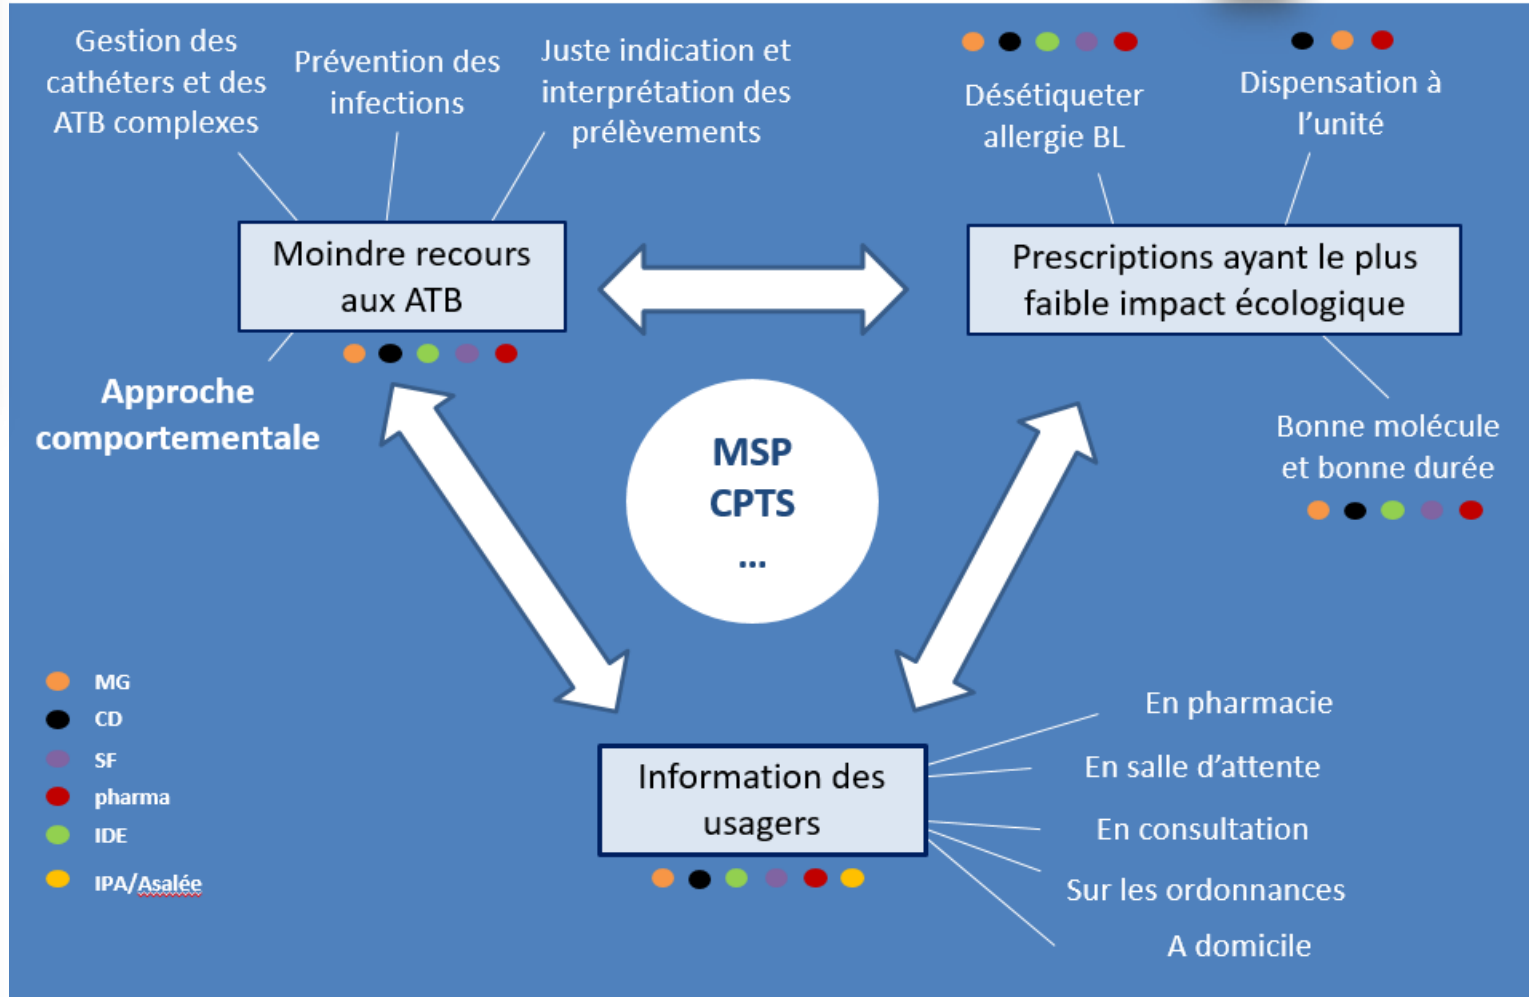 Gestion des
cathéters et des
ATB complexes
Prévention des
infections
Juste indication et
interprétation des
prélèvements
Désétiqueter
allergie BL
Dispensation à
l'unité
Moindre recours
aux ATB
Prescriptions ayant le plus
faible impact écologique
Approche
comportementale
MSP
CPTS
...
Bonne molécule
et bonne durée
MG
CD
SF
pharma
IDE
IPA/Asalée
Information des
usagers
En pharmacie
En salle d'attente
En consultation
Sur les ordonnances
A domicile